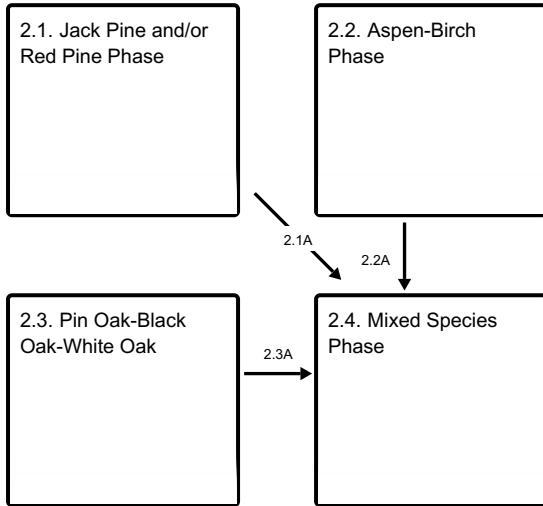 2.1. Jack Pine and/or
Red Pine Phase
2.2. Aspen-Birch
Phase
2.1A
2.2A
2.3. Pin Oak-Black
Oak-White Oak
2.3A
2.4. Mixed Species
Phase